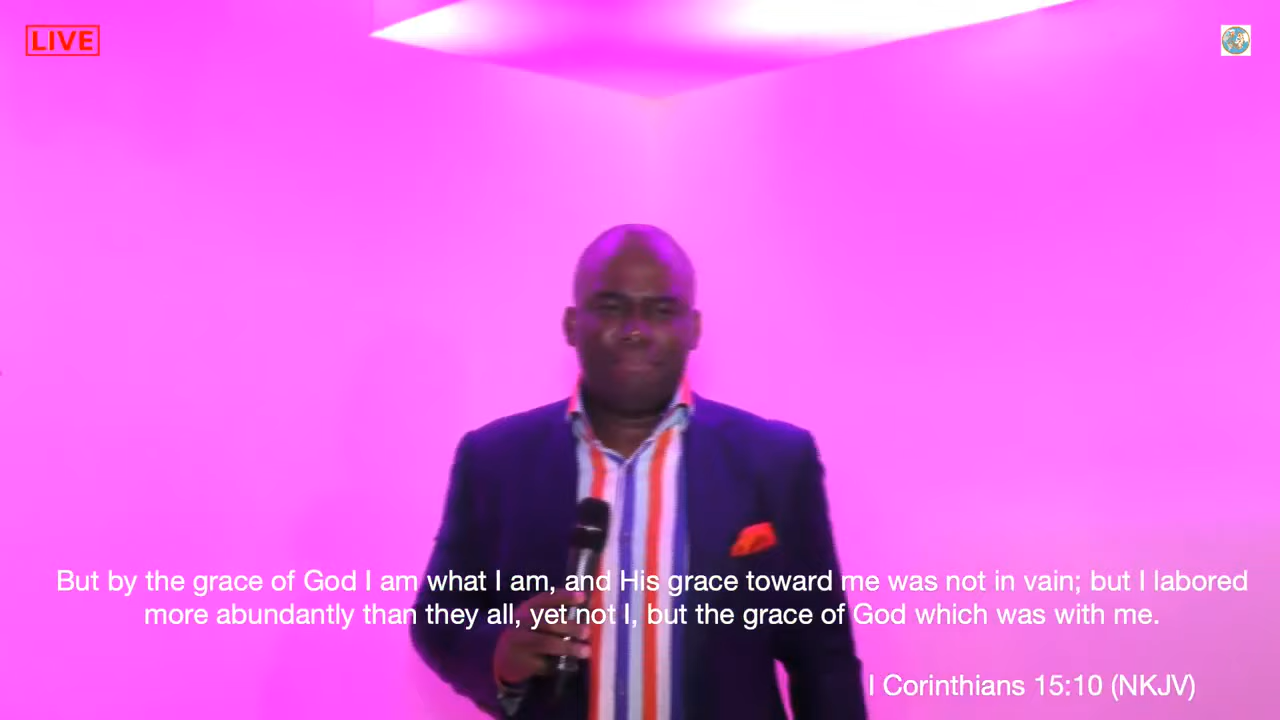 LIVE
But by the grace of God I am what I am, and His grace toward me was not in vain; but I labored
more abundantly than they all, yet not I, but the grace of God which was with me.
I Corinthians 15:10 (NKJV)